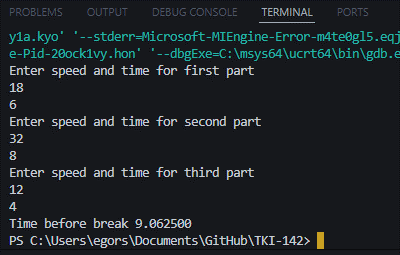 PROBLEMS OUTPUT DEBUG CONSOLE TERMINAL PORTS
y1a.kyo' '--stderr=Microsoft-MIEngine-Error-m4te0gl5.eqj
e-Pid-20ock1vy.hon' '--dbgExe=C:\msys64\ucrt64\bin\gdb.e
Enter speed and time for first part
18
6
Enter speed and time for second part
32
8
Enter speed and time for third part
12
4
Time before break 9.062500
PS C:\Users\egors\Documents\GitHub\TKI-142>